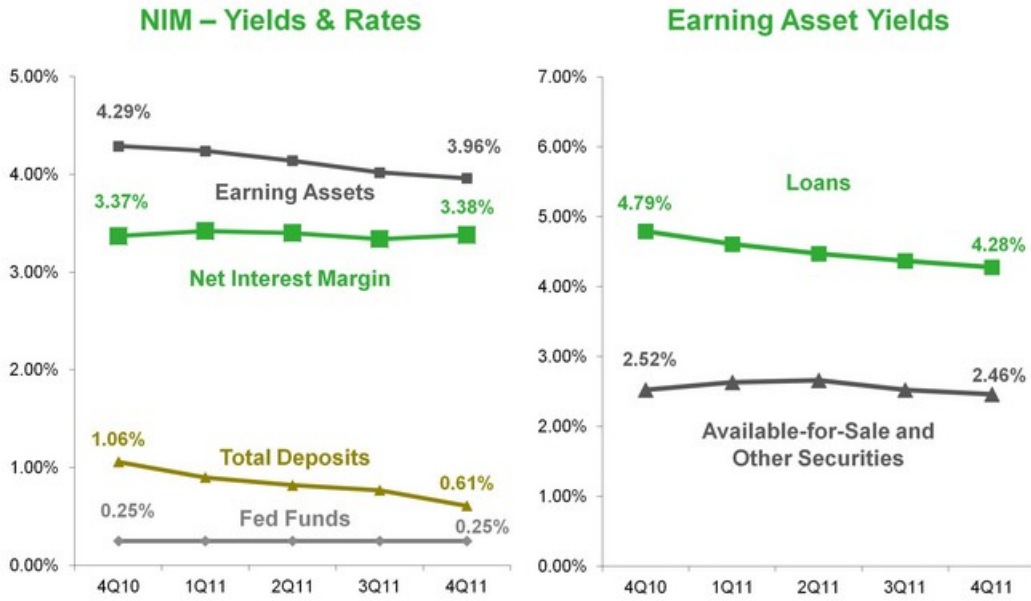 NIM – Yields & Rates
5.00%
4.00%
3.00%
2.00%
1.00%
0.00%
4.29%
3.96%
Earning Assets
3.37%
3.38%
Net Interest Margin
1.06%
Total Deposits
0.61%
0.25%
Fed Funds
0.25%
4Q10 1Q11 2Q11 3Q11 4Q11
Earning Asset Yields
7.00%
6.00%
5.00%
4.00%
3.00%
2.00%
1.00%
0.00%
Loans
4.79%
4.28%
2.52%
2.46%
Available-for-Sale and
Other Securities
4Q10 1Q11 2Q11 3Q11 4Q11